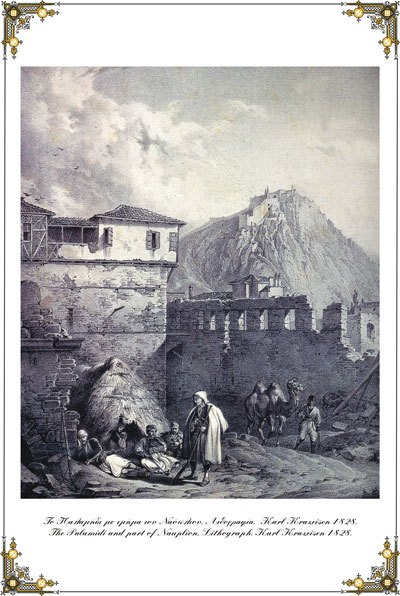 Το Παλαμήδι με τμήμα του Ναυπλίου. Λιθογραφία. Karl Krazeisen 1828.
The Palamidi and part of Nauplion, Lithograph, Karl Krazeisen 1828.